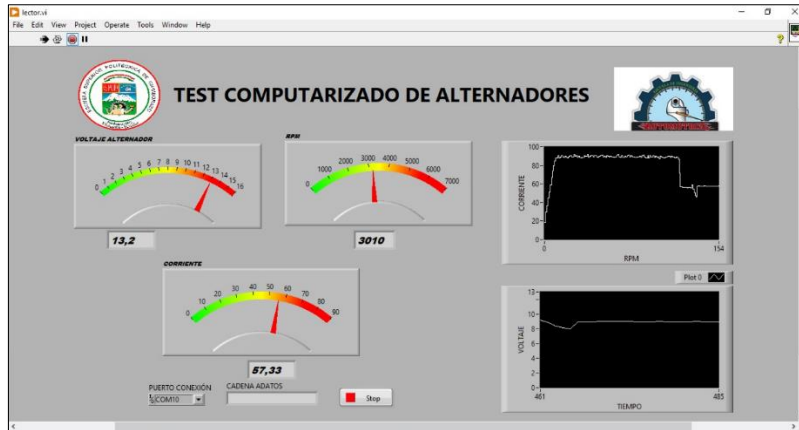 lector.vi
File Edit View Project Operate Tools Window Help
TEST COMPUTARIZADO DE ALTERNADORES
VOLTAJE ALTERNADOR
0 1 2 3 4 5 6 7 8 9 10 11 12 13 14 15 16
13,2
RPM
0 1000 2000 3000 4000 5000 6000 7000
3010
CORRIENTE
0 10 20 30 40 50 60 70 80 90
57,33
PUERTO CONEXIÓN
COM10
CADENA ADATOS
Stop
CORRIENTE
100
80
60
40
20
0
0 154
RPM
Plot 0
VOLTAJE
13
10
8
6
4
2
0
461 485
TIEMPO